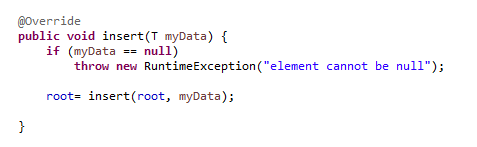 @Override
public void insert(T myData) {
    if (myData == null)
        throw new RuntimeException("element cannot be null");
    root= insert(root, myData);
}